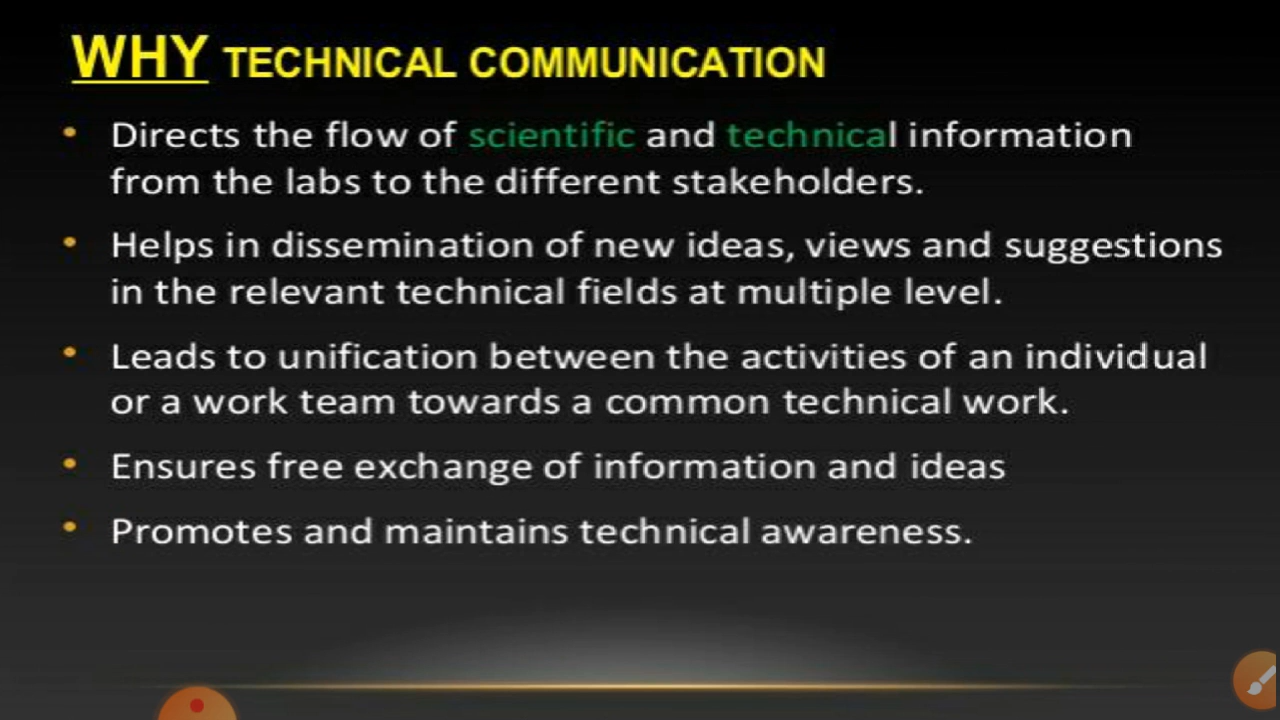 WHY TECHNICAL COMMUNICATION
• Directs the flow of scientific and technical information
from the labs to the different stakeholders.
• Helps in dissemination of new ideas, views and suggestions
in the relevant technical fields at multiple level.
• Leads to unification between the activities of an individual
or a work team towards a common technical work.
• Ensures free exchange of information and ideas
• Promotes and maintains technical awareness.